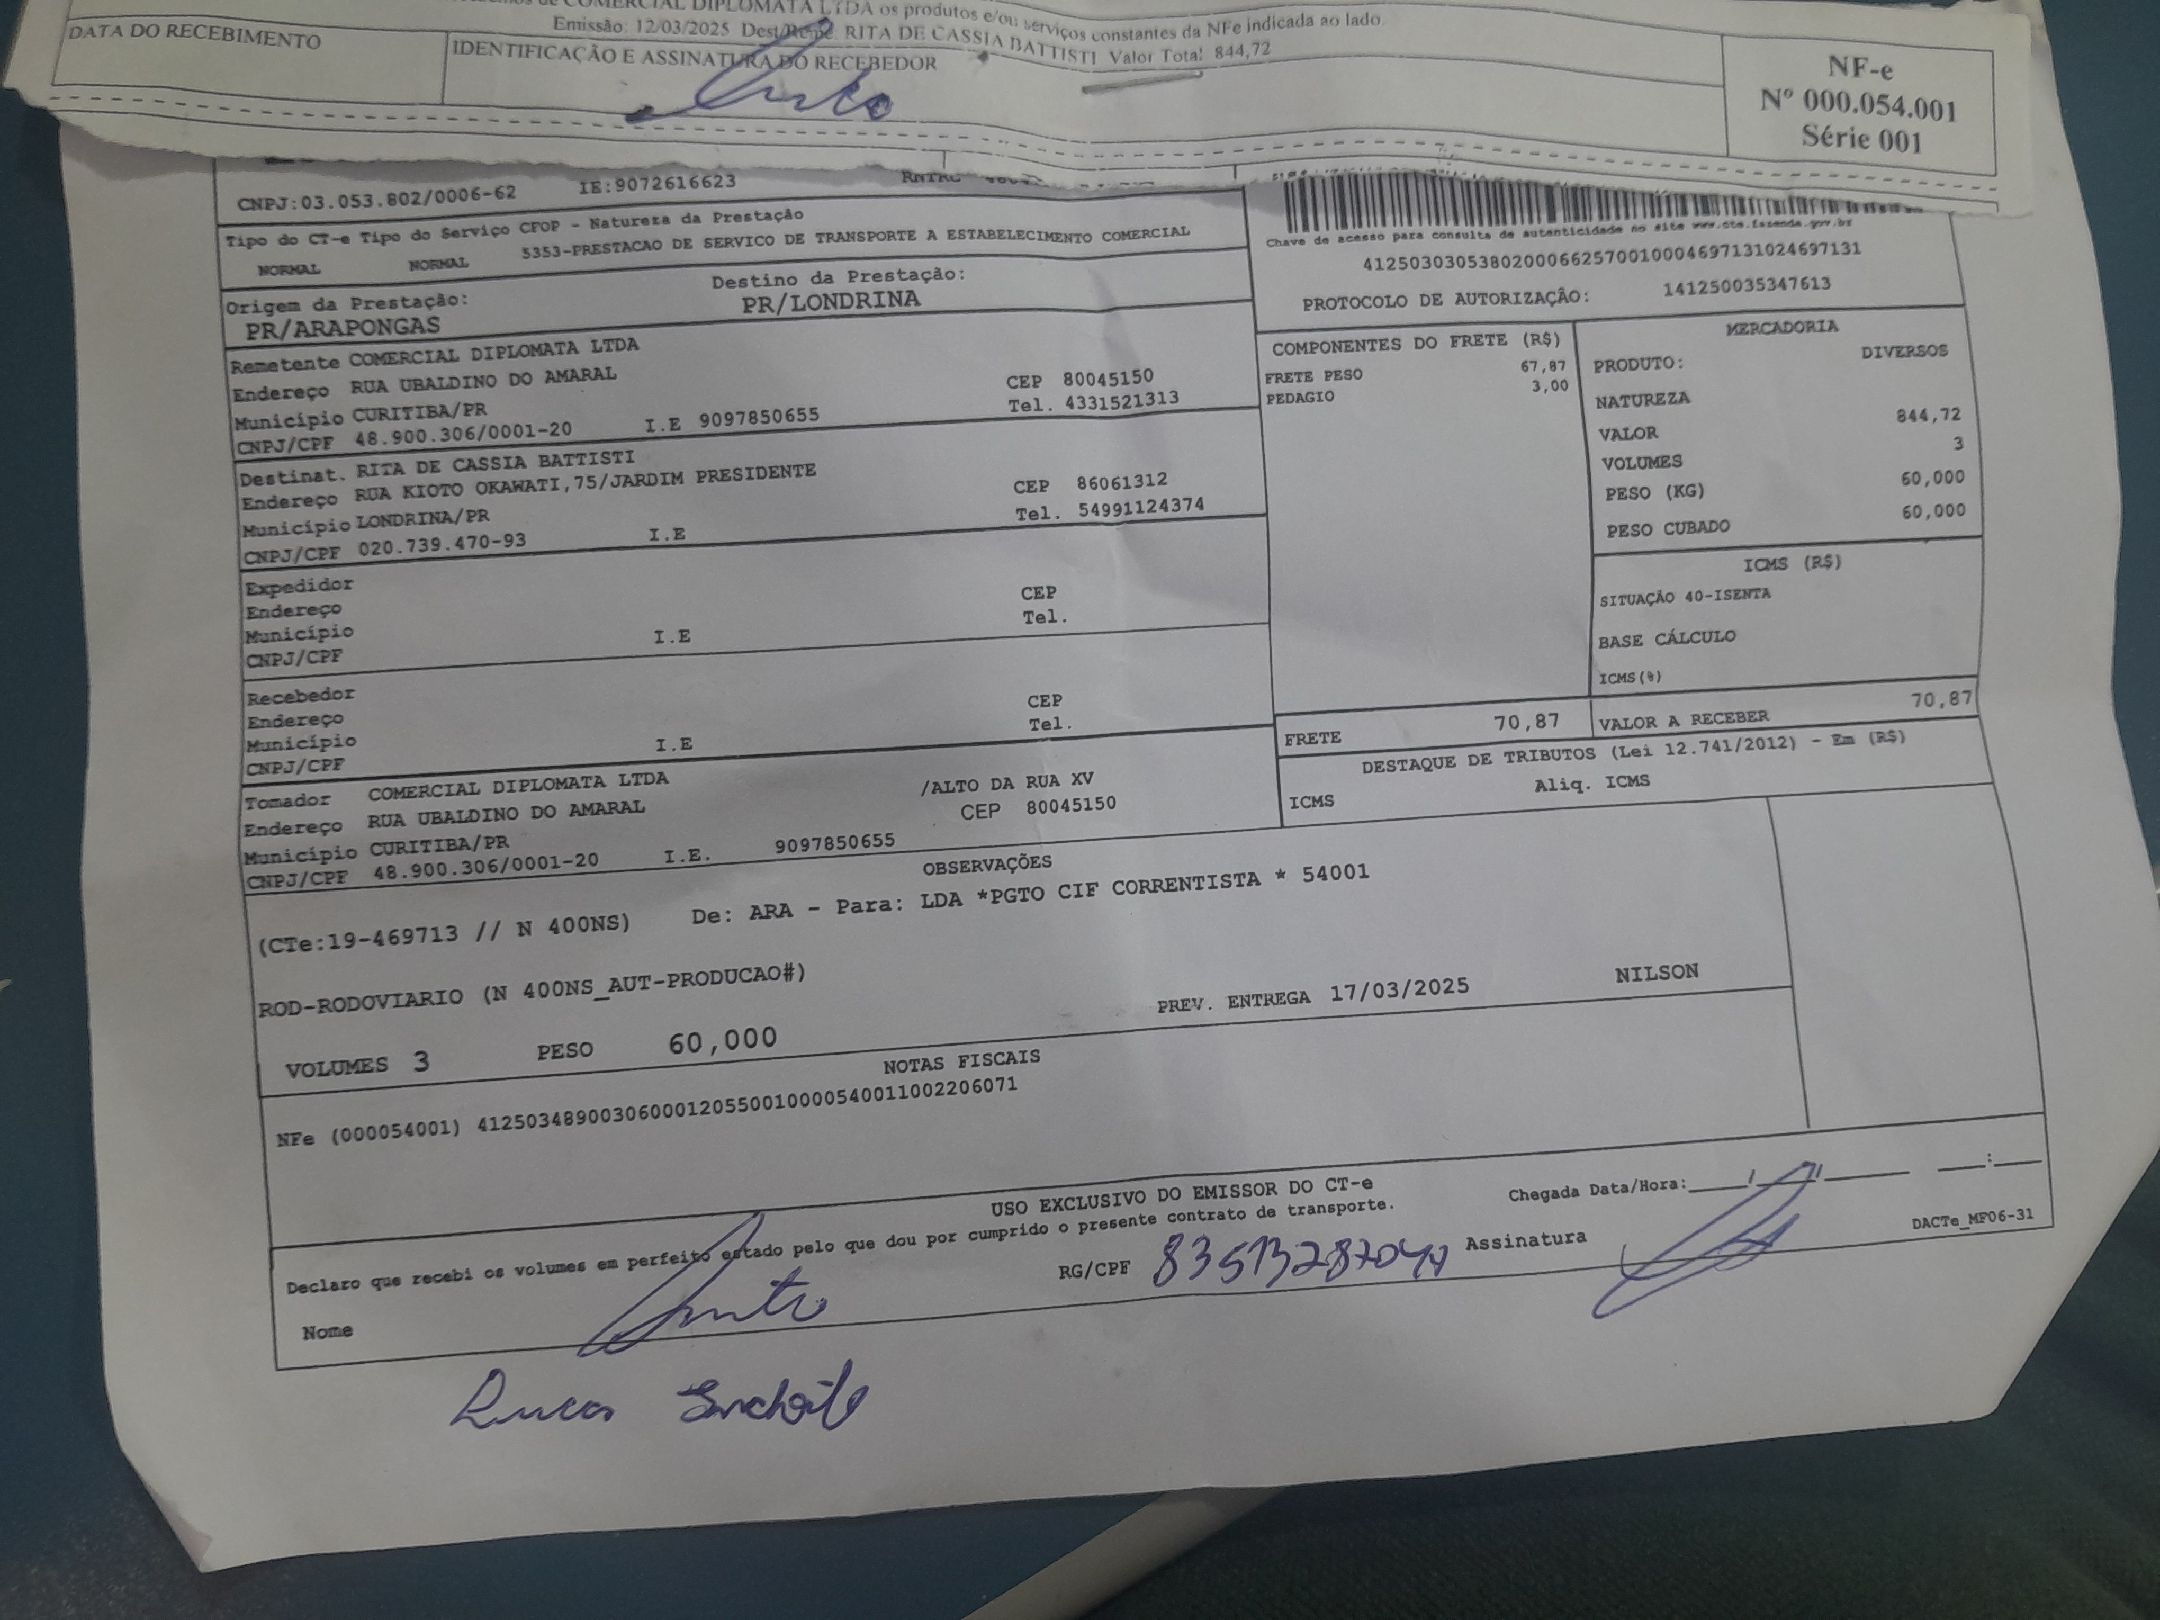 COMERCIAL DIPLOMATA LTDA os produtos e/ou serviços constantes da NFe indicada ao lado.
Emissão: 12/03/2025 Dest/Reme: RITA DE CASSIA BATTISTI Valor Total: 844,72
DATA DO RECEBIMENTO
IDENTIFICAÇÃO E ASSINATURA DO RECEBEDOR
NF-e
Nº 000.054.001
Série 001
CNPJ:03.053.802/0006-62 IE:9072616623
Tipo do CT-e Tipo do Serviço CFOP - Natureza da Prestação
NORMAL NORMAL 5353-PRESTACAO DE SERVICO DE TRANSPORTE A ESTABELECIMENTO COMERCIAL
Chave de acesso para consulta de autenticidade no site www.cte.fazenda.gov.br
41250303053802000662570010004697131024697131
PROTOCOLO DE AUTORIZAÇÃO: 141250035347613
Origem da Prestação: Destino da Prestação:
PR/ARAPONGAS PR/LONDRINA
Remetente COMERCIAL DIPLOMATA LTDA
Endereço RUA UBALDINO DO AMARAL CEP 80045150
Município CURITIBA/PR Tel. 4331521313
CNPJ/CPF 48.900.306/0001-20 I.E 9097850655
Destinat. RITA DE CASSIA BATTISTI
Endereço RUA KIOTO OKAWATI,75/JARDIM PRESIDENTE CEP 86061312
Município LONDRINA/PR Tel. 54991124374
CNPJ/CPF 020.739.470-93 I.E
Expedidor
Endereço CEP
Município Tel.
CNPJ/CPF I.E
Recebedor
Endereço CEP
Município Tel.
CNPJ/CPF I.E
Tomador COMERCIAL DIPLOMATA LTDA
Endereço RUA UBALDINO DO AMARAL /ALTO DA RUA XV
Município CURITIBA/PR CEP 80045150
CNPJ/CPF 48.900.306/0001-20 I.E. 9097850655
COMPONENTES DO FRETE (R$)
FRETE PESO 67,87
PEDAGIO 3,00
MERCADORIA
PRODUTO: DIVERSOS
NATUREZA
VALOR 844,72
VOLUMES 3
PESO (KG) 60,000
PESO CUBADO 60,000
ICMS (R$)
SITUAÇÃO 40-ISENTA
BASE CÁLCULO
ICMS(%)
FRETE 70,87 VALOR A RECEBER 70,87
DESTAQUE DE TRIBUTOS (Lei 12.741/2012) - Em (R$)
ICMS Aliq. ICMS
OBSERVAÇÕES
(CTe:19-469713 // N 400NS) De: ARA - Para: LDA *PGTO CIF CORRENTISTA * 54001
ROD-RODOVIARIO (N 400NS_AUT-PRODUCAO#)
PREV. ENTREGA 17/03/2025 NILSON
VOLUMES 3 PESO 60,000
NOTAS FISCAIS
NFe (000054001) 41250348900306000120550010000540011002206071
USO EXCLUSIVO DO EMISSOR DO CT-e
Declaro que recebi os volumes em perfeito estado pelo que dou por cumprido o presente contrato de transporte.
Chegada Data/Hora:____/____/____ ___:___
Nome RG/CPF Assinatura
DACTe_MF06-31
Lucas